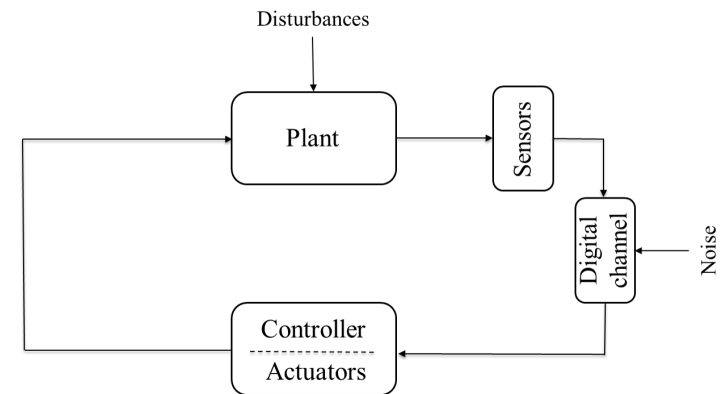 Disturbances
Plant
Sensors
Digital
channel
Noise
Controller
Actuators